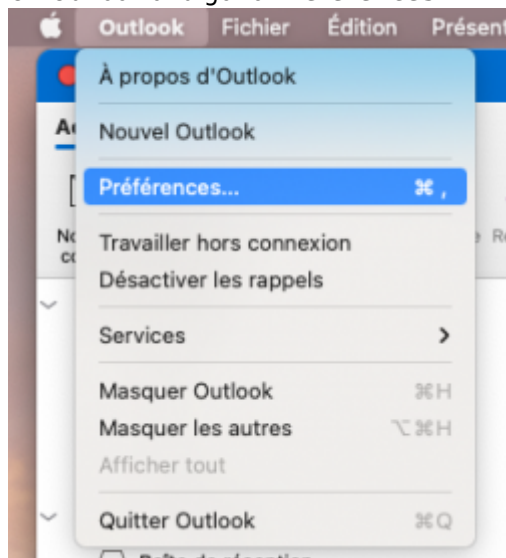 Outlook Fichier Édition Présent
À propos d'Outlook
Nouvel Outlook
Préférences... ⌘ ,
Travailler hors connexion
Désactiver les rappels
Services
Masquer Outlook ⌘H
Masquer les autres ⌥⌘H
Afficher tout
Quitter Outlook ⌘Q